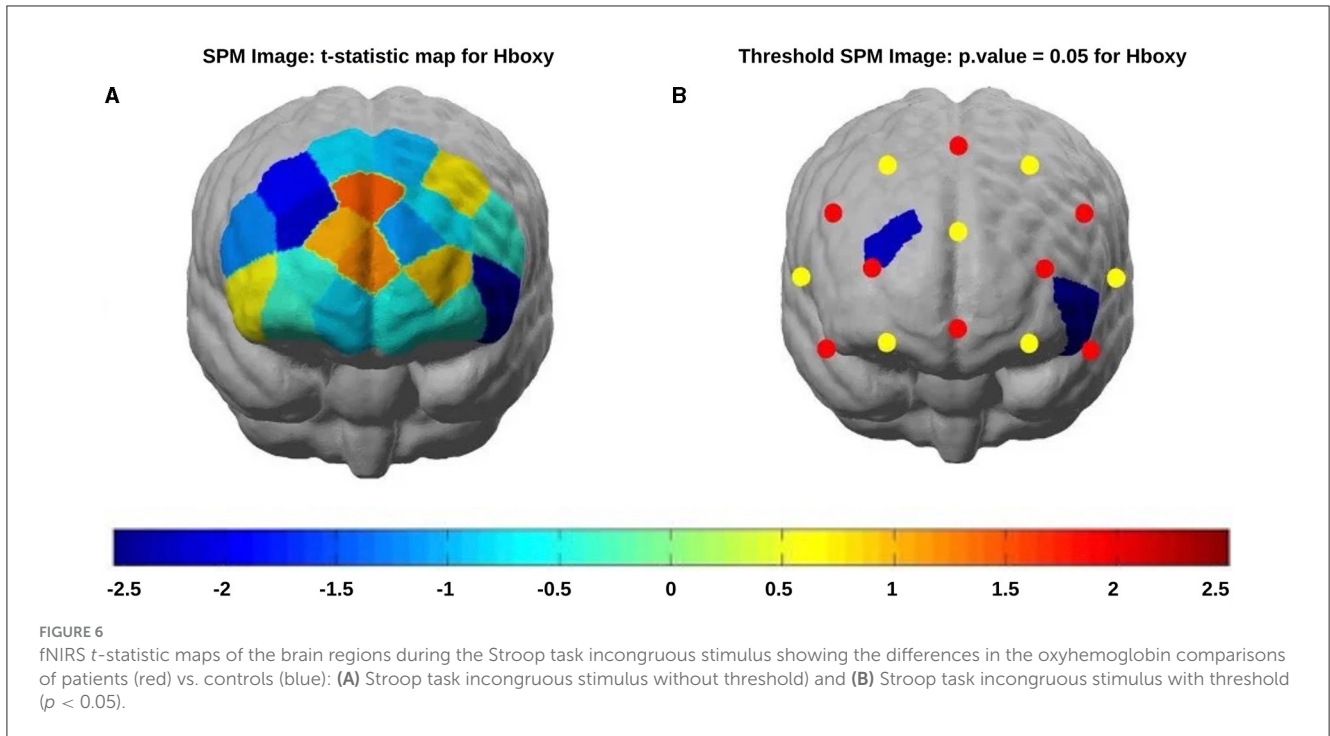 SPM Image: t-statistic map for Hboxy
Threshold SPM Image: p.value = 0.05 for Hboxy
A
B
-2.5 -2 -1.5 -1 -0.5 0 0.5 1 1.5 2 2.5
FIGURE 6
fNIRS t-statistic maps of the brain regions during the Stroop task incongruous stimulus showing the differences in the oxyhemoglobin comparisons
of patients (red) vs. controls (blue): (A) Stroop task incongruous stimulus without threshold) and (B) Stroop task incongruous stimulus with threshold
(p < 0.05).